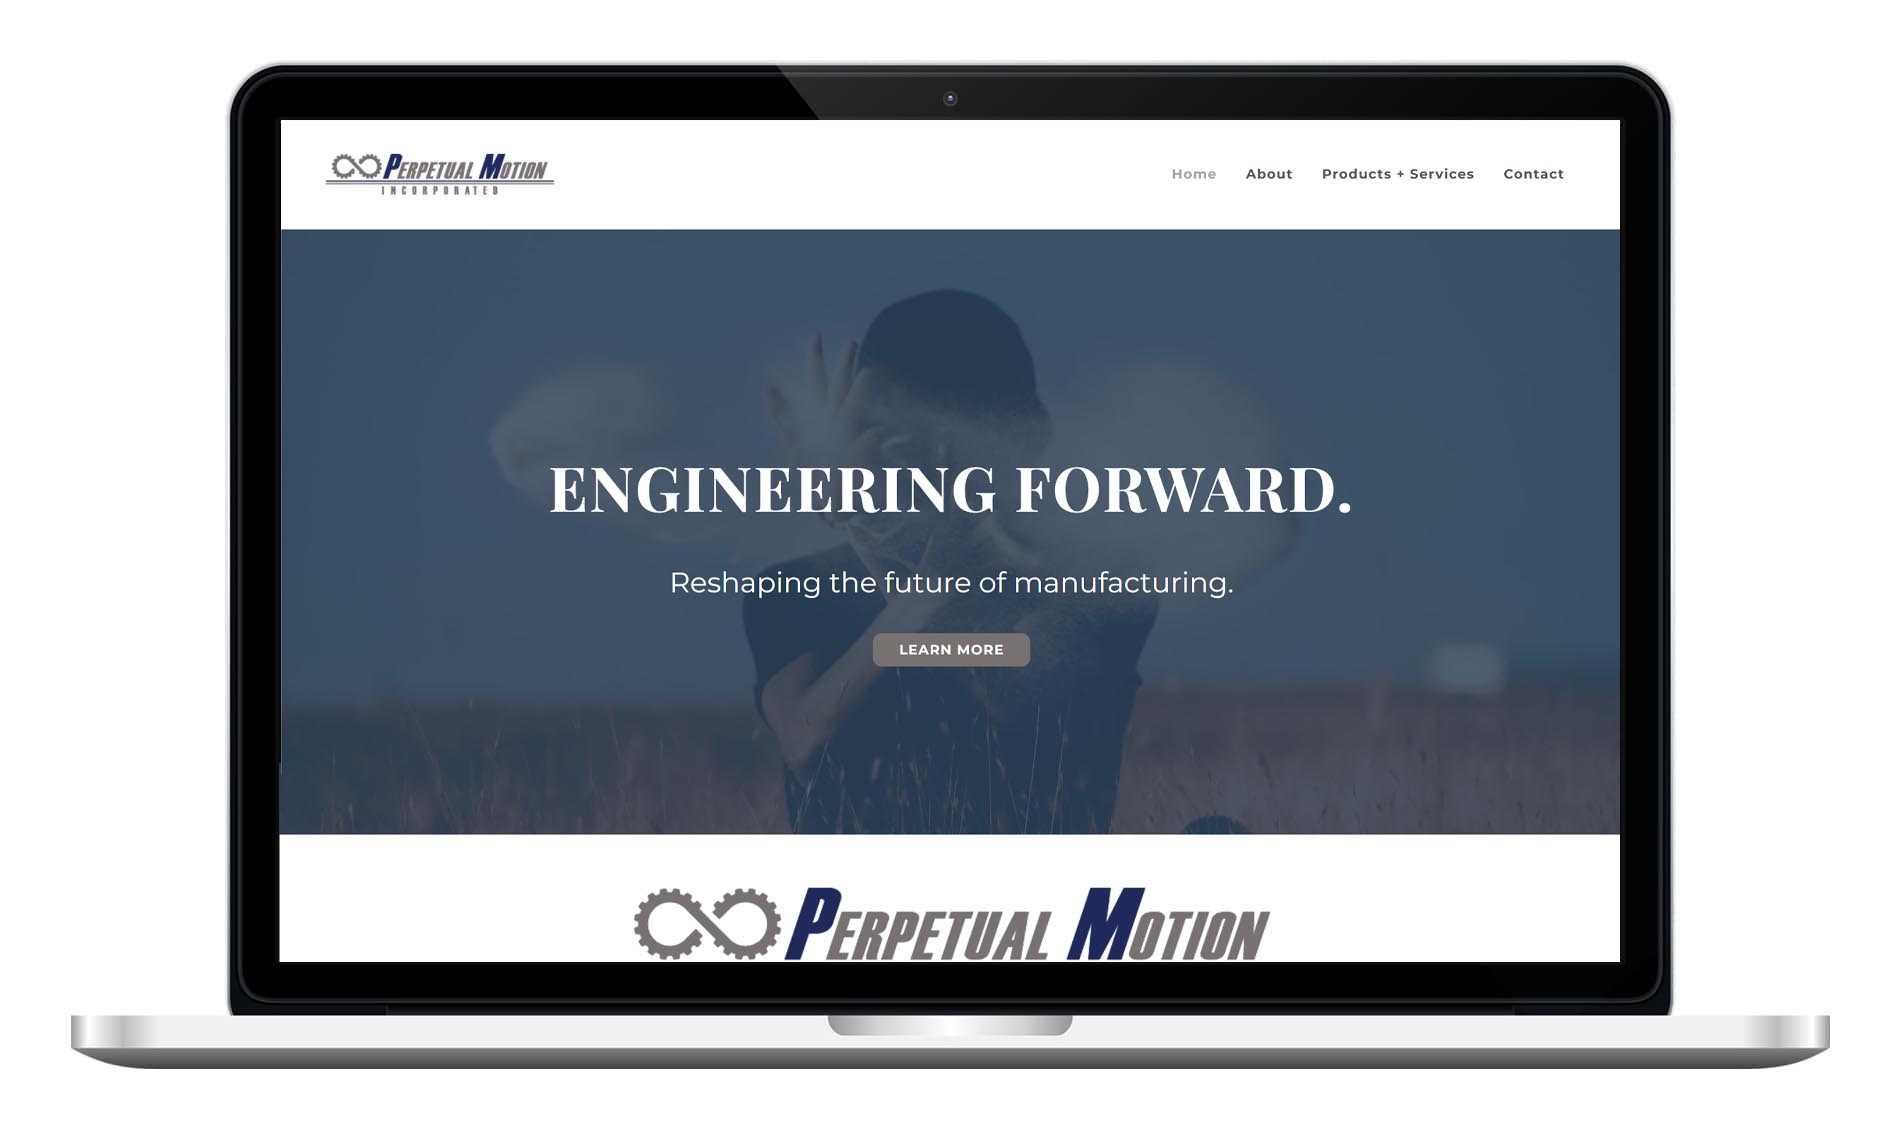 PERPETUAL MOTION
INCORPORATED
Home About Products + Services Contact
ENGINEERING FORWARD.
Reshaping the future of manufacturing.
LEARN MORE
PERPETUAL MOTION